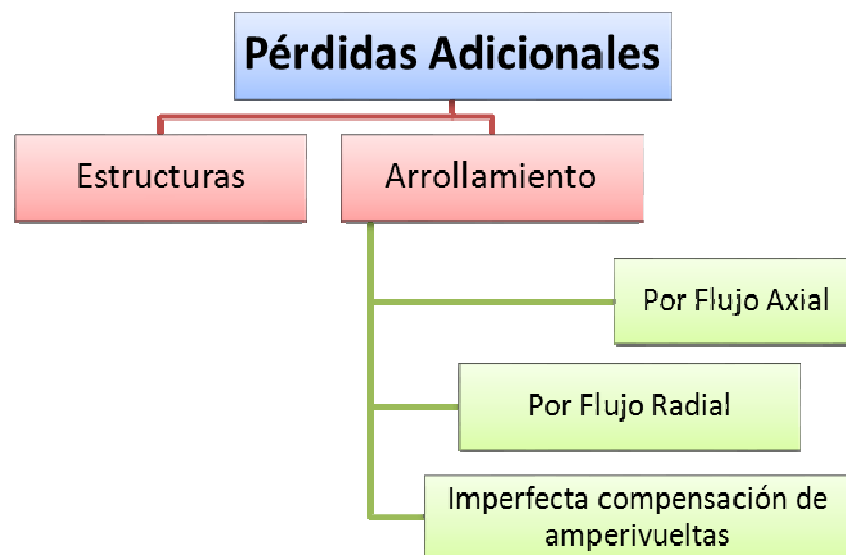 Pérdidas Adicionales
Estructuras
Arrollamiento
Por Flujo Axial
Por Flujo Radial
Imperfecta compensación de
amperivueltas